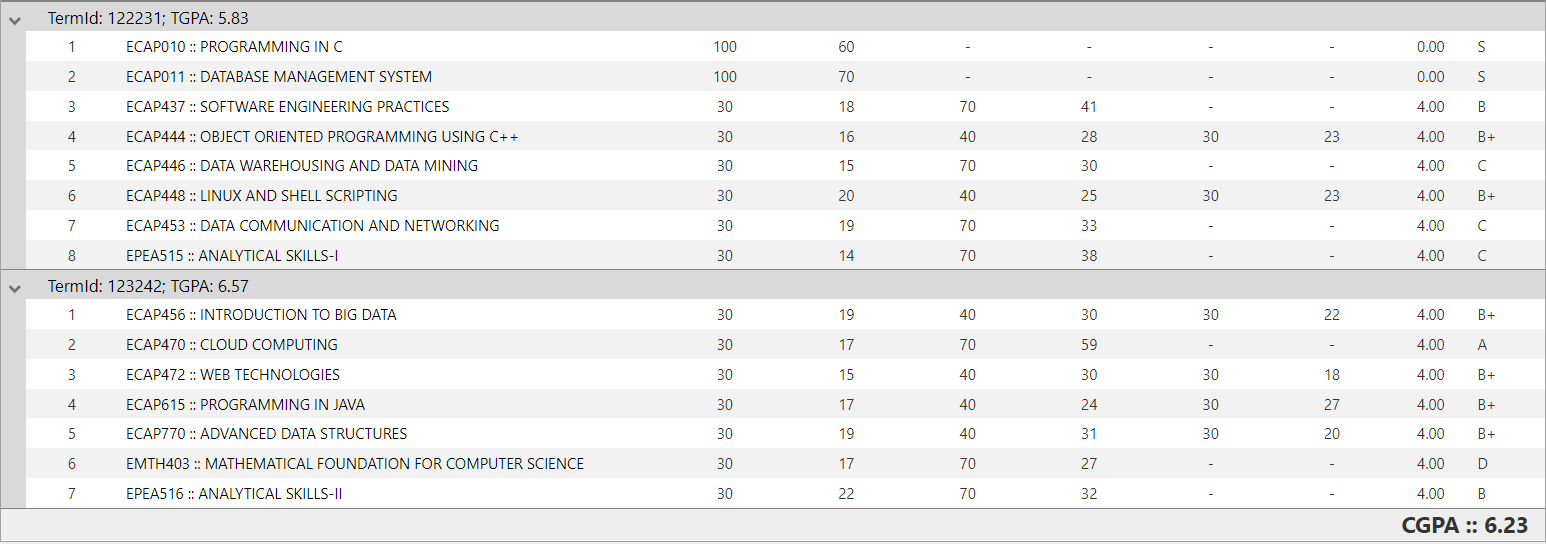 TermId: 122231; TGPA: 5.83
1 ECAP010 :: PROGRAMMING IN C 100 60 - - - - 0.00 S
2 ECAP011 :: DATABASE MANAGEMENT SYSTEM 100 70 - - - - 0.00 S
3 ECAP437 :: SOFTWARE ENGINEERING PRACTICES 30 18 70 41 - - 4.00 B
4 ECAP444 :: OBJECT ORIENTED PROGRAMMING USING C++ 30 16 40 28 30 23 4.00 B+
5 ECAP446 :: DATA WAREHOUSING AND DATA MINING 30 15 70 30 - - 4.00 C
6 ECAP448 :: LINUX AND SHELL SCRIPTING 30 20 40 25 30 23 4.00 B+
7 ECAP453 :: DATA COMMUNICATION AND NETWORKING 30 19 70 33 - - 4.00 C
8 EPEA515 :: ANALYTICAL SKILLS-I 30 14 70 38 - - 4.00 C
TermId: 123242; TGPA: 6.57
1 ECAP456 :: INTRODUCTION TO BIG DATA 30 19 40 30 30 22 4.00 B+
2 ECAP470 :: CLOUD COMPUTING 30 17 70 59 - - 4.00 A
3 ECAP472 :: WEB TECHNOLOGIES 30 15 40 30 30 18 4.00 B+
4 ECAP615 :: PROGRAMMING IN JAVA 30 17 40 24 30 27 4.00 B+
5 ECAP770 :: ADVANCED DATA STRUCTURES 30 19 40 31 30 20 4.00 B+
6 EMTH403 :: MATHEMATICAL FOUNDATION FOR COMPUTER SCIENCE 30 17 70 27 - - 4.00 D
7 EPEA516 :: ANALYTICAL SKILLS-II 30 22 70 32 - - 4.00 B
CGPA :: 6.23